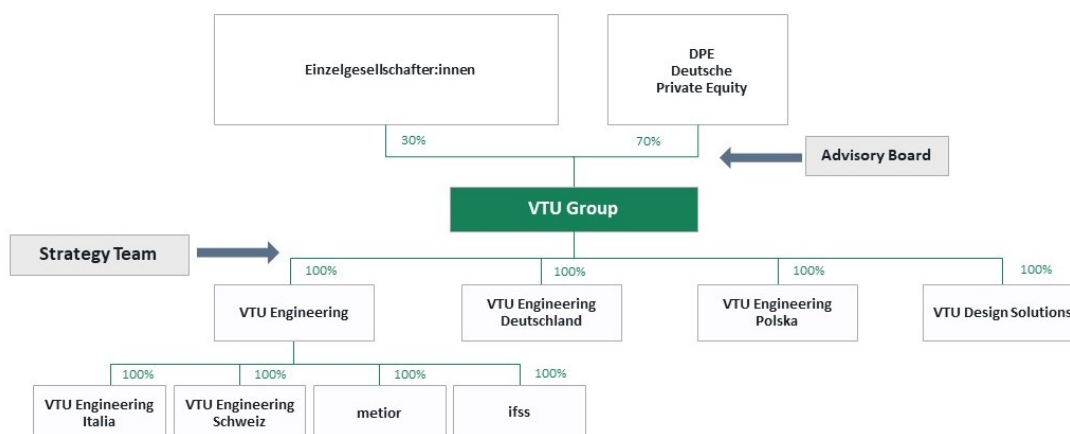 Einzelgesellschafter:innen
DPE
Deutsche
Private Equity
30%
70%
Advisory Board
VTU Group
Strategy Team
100%
100%
100%
100%
VTU Engineering
VTU Engineering
Deutschland
VTU Engineering
Polska
VTU Design Solutions
100%
100%
100%
100%
VTU Engineering
Italia
VTU Engineering
Schweiz
metior
ifss